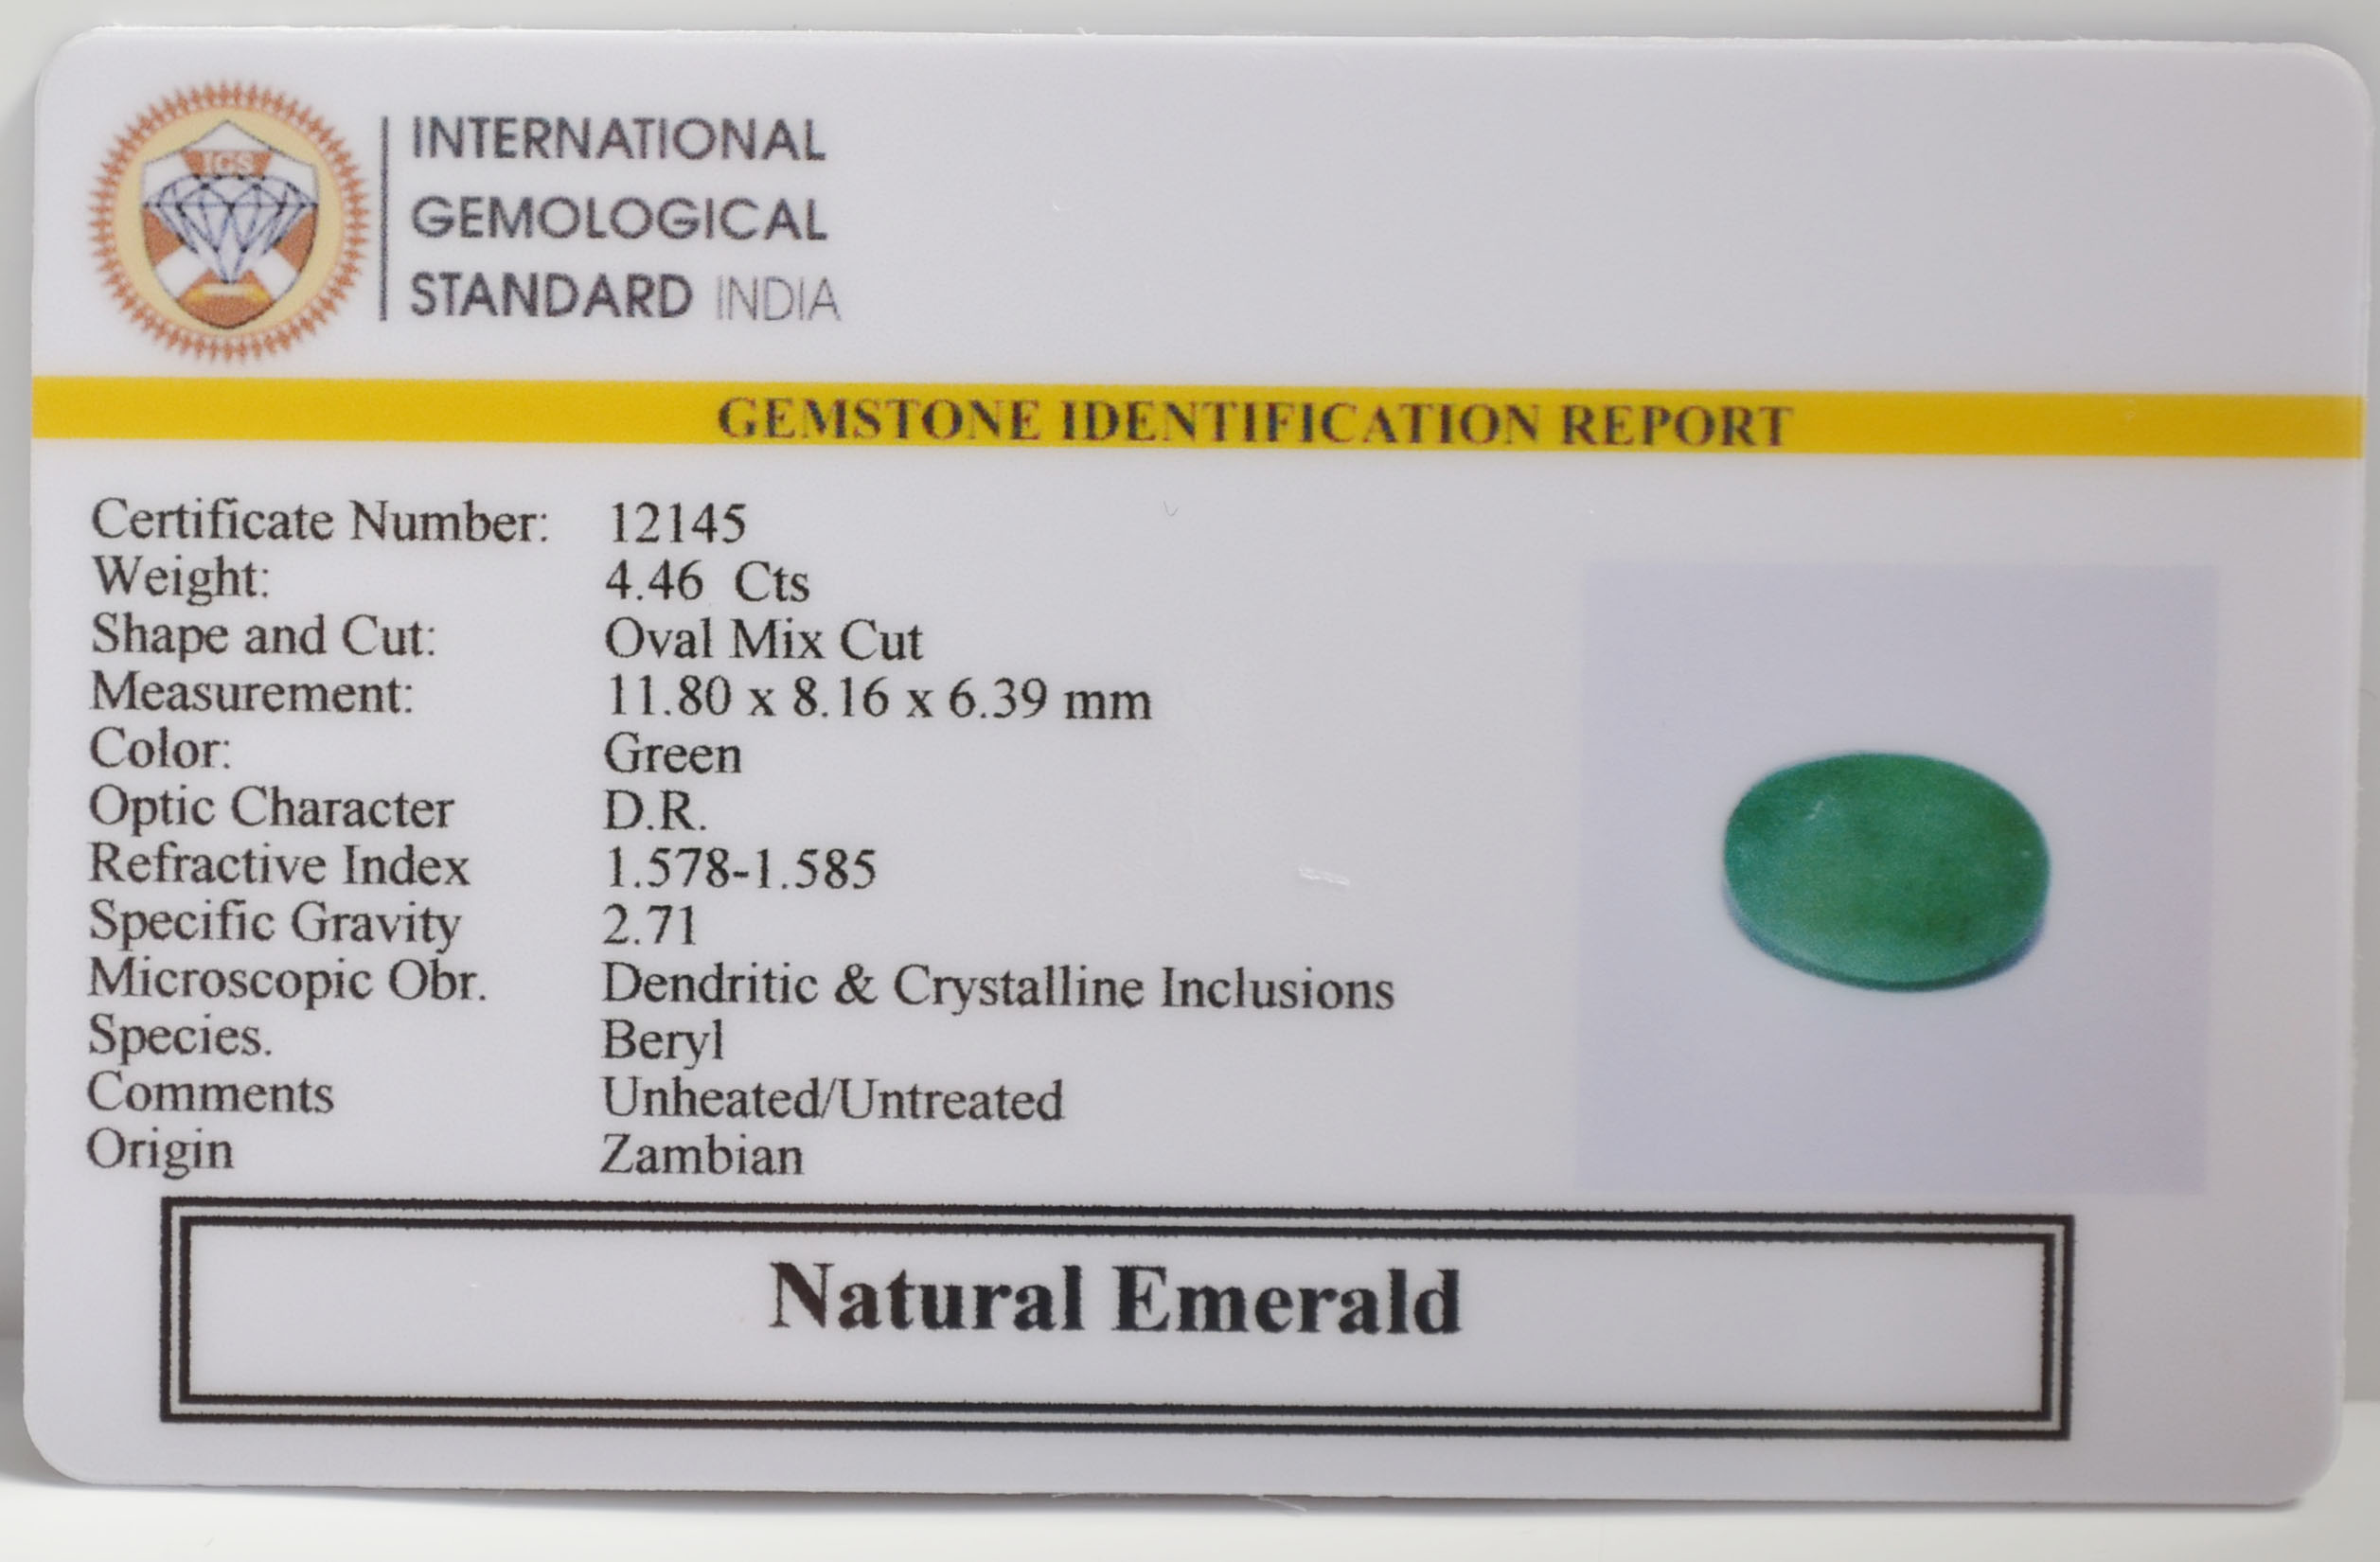 IGS
INTERNATIONAL
GEMOLOGICAL
STANDARD INDIA
GEMSTONE IDENTIFICATION REPORT
Certificate Number: 12145
Weight: 4.46 Cts
Shape and Cut: Oval Mix Cut
Measurement: 11.80 x 8.16 x 6.39 mm
Color: Green
Optic Character D.R.
Refractive Index 1.578-1.585
Specific Gravity 2.71
Microscopic Obr. Dendritic & Crystalline Inclusions
Species. Beryl
Comments Unheated/Untreated
Origin Zambian
Natural Emerald